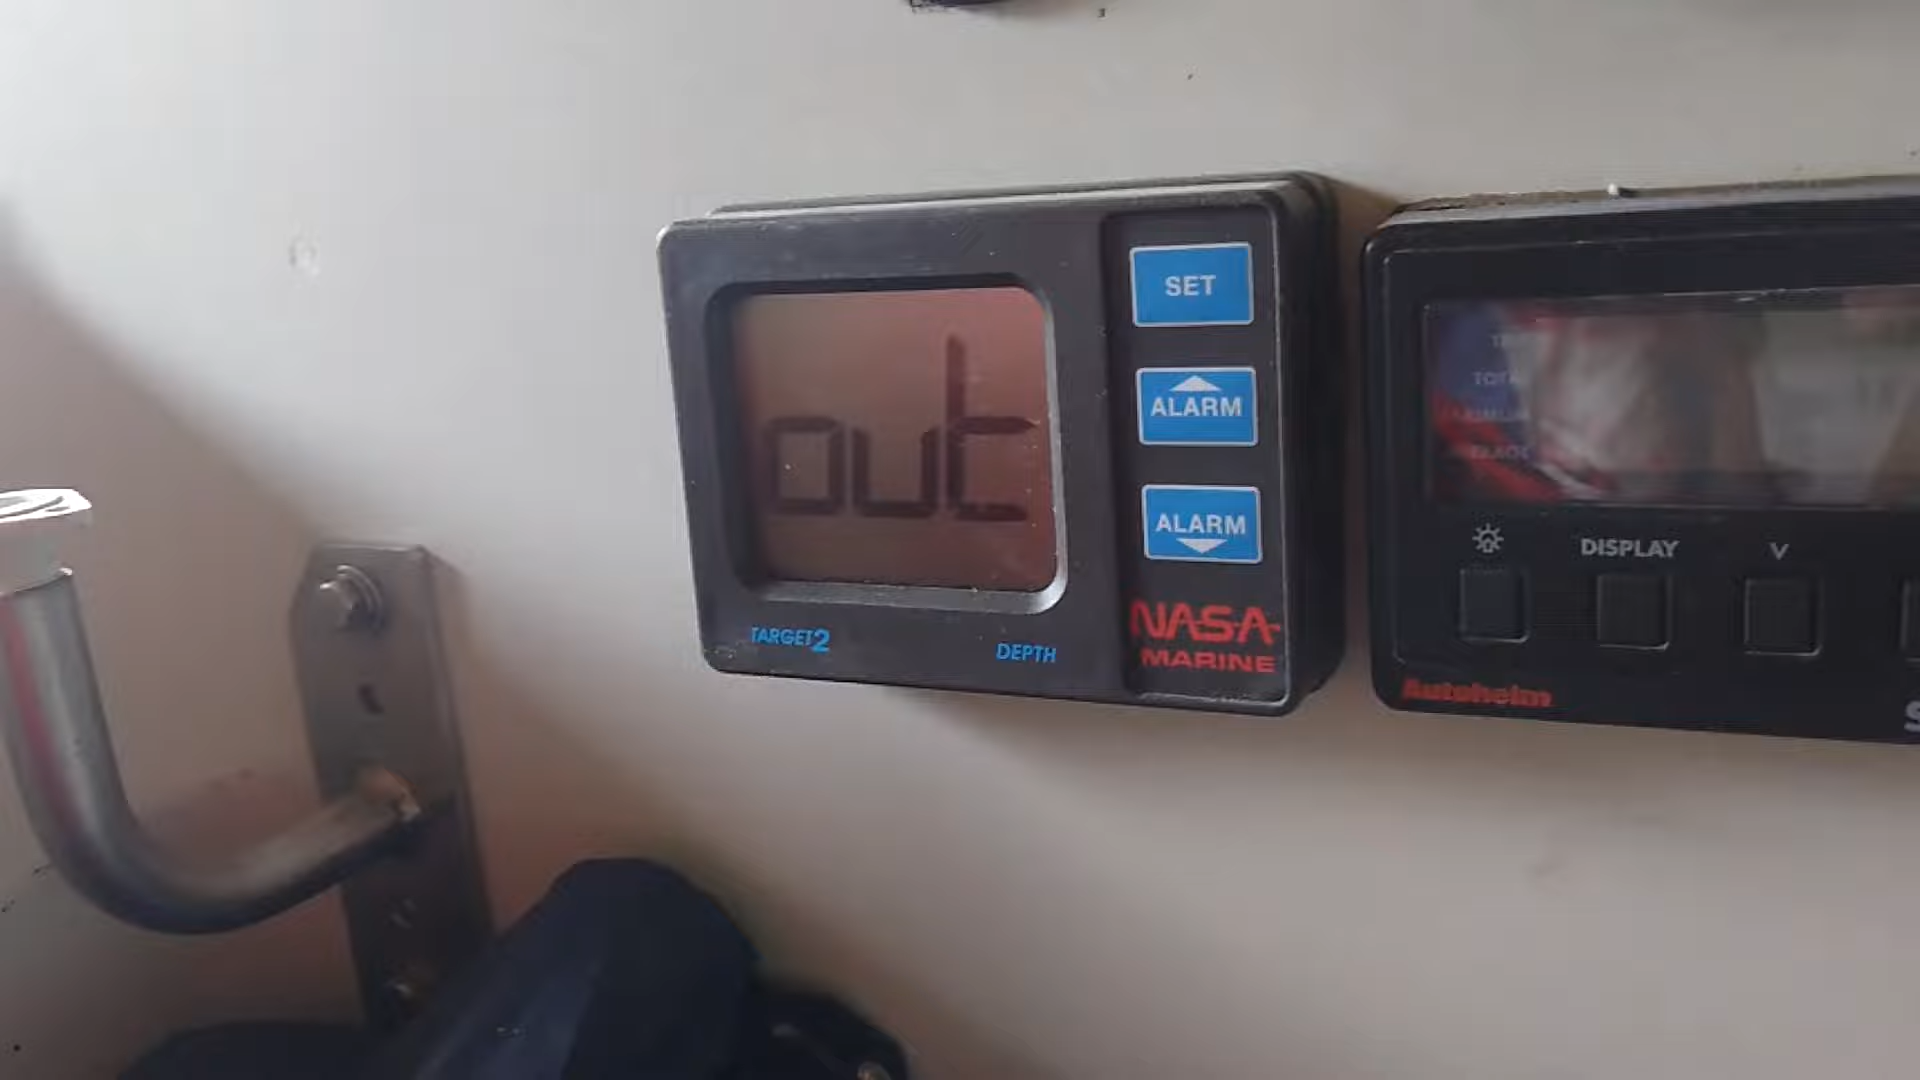 out
SET
ALARM
ALARM
TARGET2
DEPTH
NASA
MARINE
DISPLAY
V
Autohelm